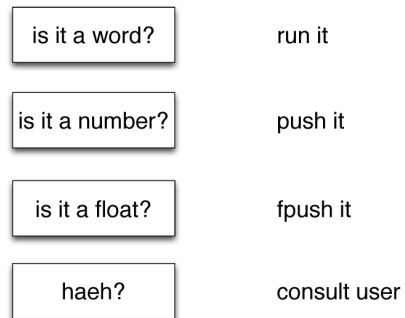 is it a word? run it
is it a number? push it
is it a float? fpush it
haeh? consult user